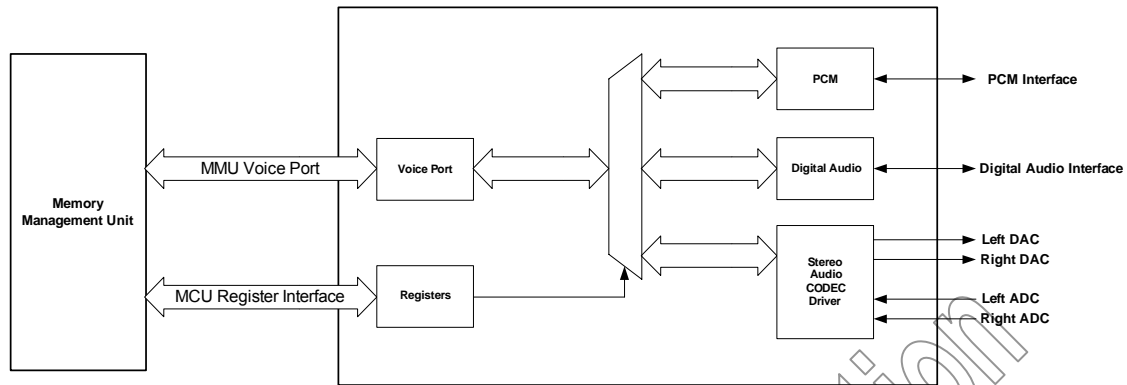 Memory
Management Unit
MMU Voice Port
MCU Register Interface
Voice Port
Registers
PCM
Digital Audio
Stereo
Audio
CODEC
Driver
PCM Interface
Digital Audio Interface
Left DAC
Right DAC
Left ADC
Right ADC